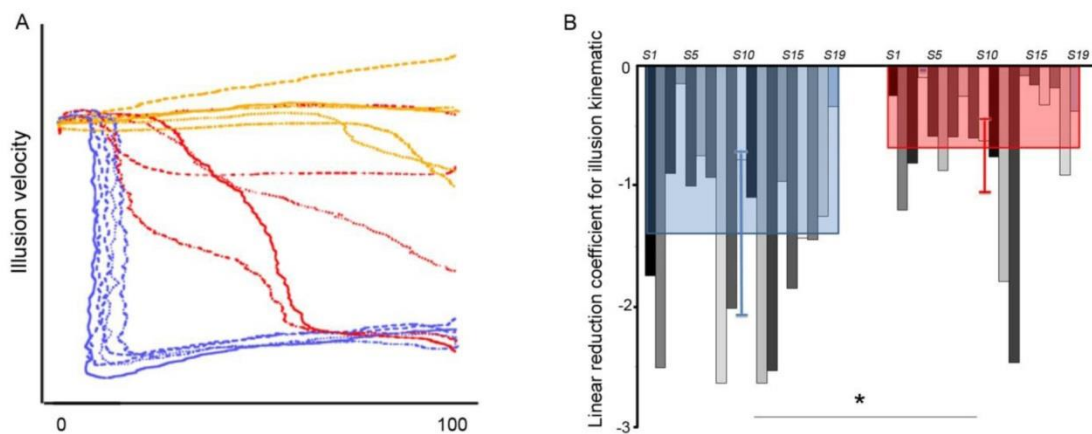 A
Illusion velocity
0
100
B
Linear reduction coefficient for illusion kinematic
S1 S5 S10 S15 S19 S1 S5 S10 S15 S19
0
-1
-2
-3
*